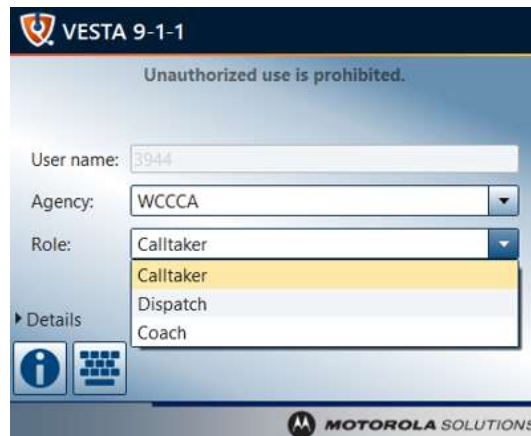 VESTA 9-1-1
Unauthorized use is prohibited.
User name: 3944
Agency: WCCCA
Role: Calltaker
Calltaker
Dispatch
Coach
Details
MOTOROLA SOLUTIONS